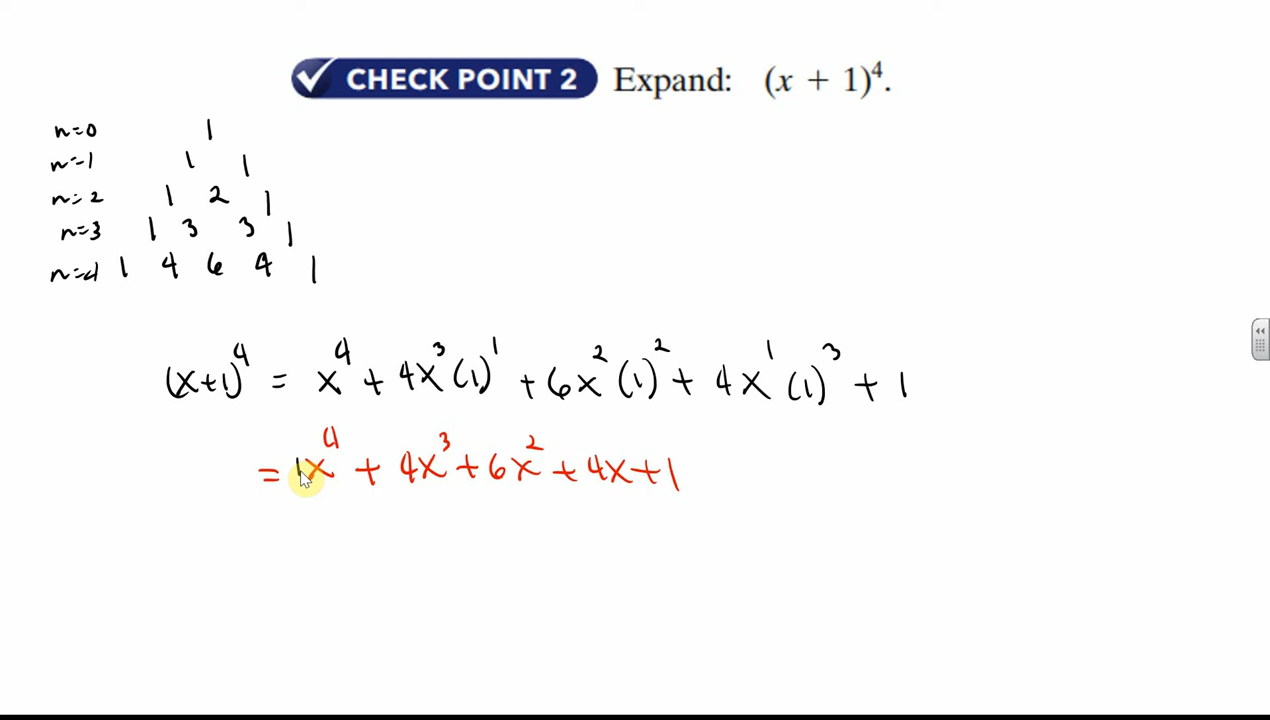 CHECK POINT 2 Expand: (x + 1)⁴.
n=0 1
n=1 1 1
n=2 1 2 1
n=3 1 3 3 1
n=4 1 4 6 4 1
(x+1)⁴ = x⁴ + 4x³(1)¹ + 6x²(1)² + 4x¹(1)³ + 1
= 1x⁴ + 4x³ + 6x² + 4x + 1